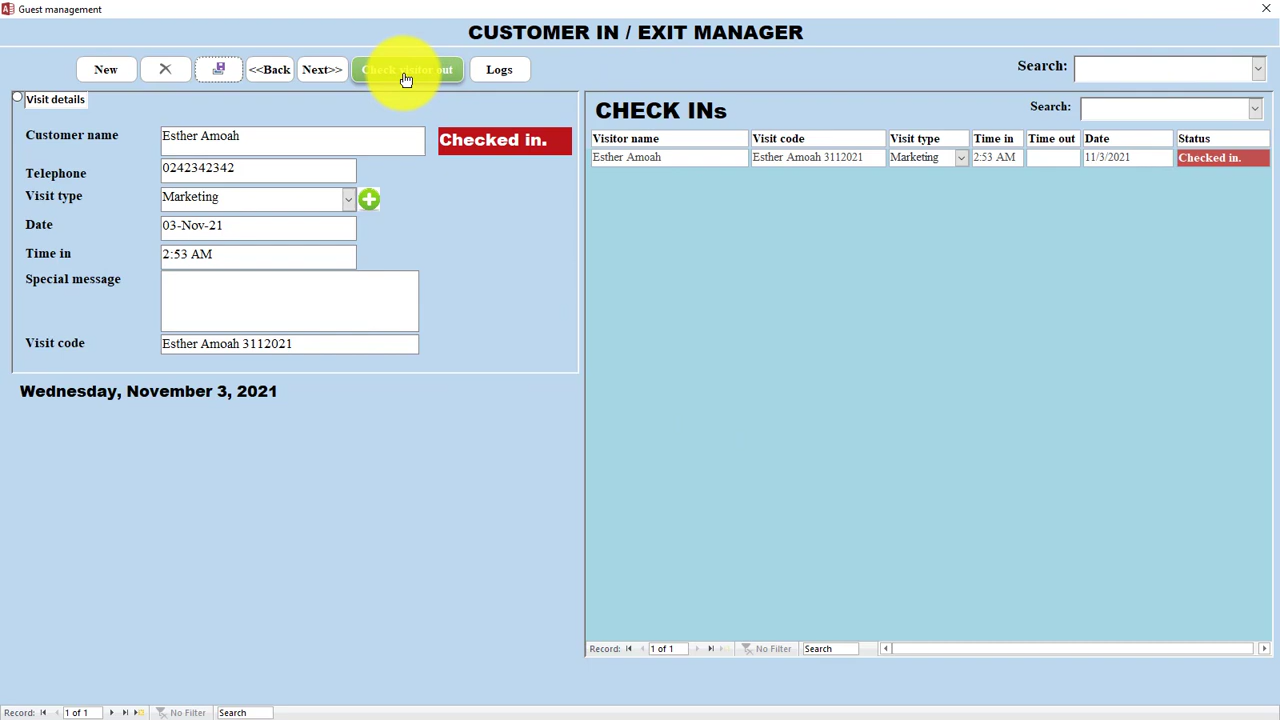 Guest management
CUSTOMER IN / EXIT MANAGER
New <<Back Next>> Check visitor out Logs Search:
Visit details
Customer name Esther Amoah Checked in.
Telephone 0242342342
Visit type Marketing
Date 03-Nov-21
Time in 2:53 AM
Special message
Visit code Esther Amoah 3112021
Wednesday, November 3, 2021
CHECK INs Search:
Visitor name Visit code Visit type Time in Time out Date Status
Esther Amoah Esther Amoah 3112021 Marketing 2:53 AM 11/3/2021 Checked in.
Record: 1 of 1 No Filter Search
Record: 1 of 1 No Filter Search